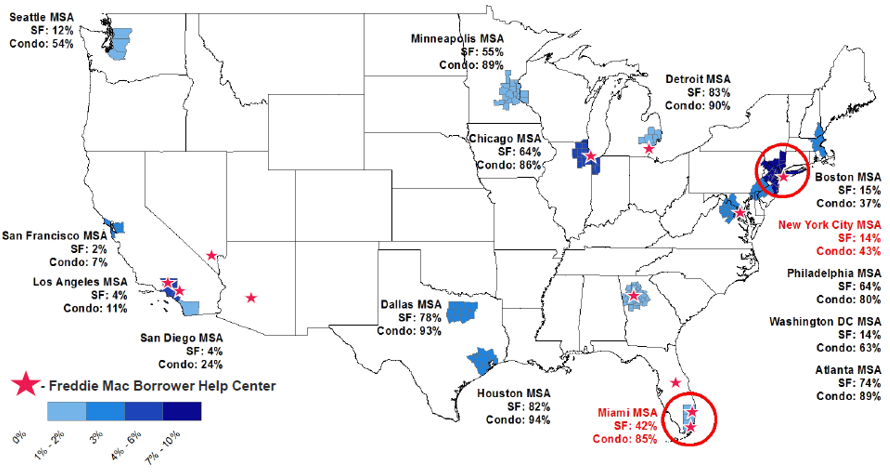 Seattle MSA
SF: 12%
Condo: 54%
Minneapolis MSA
SF: 55%
Condo: 89%
Detroit MSA
SF: 83%
Condo: 90%
Chicago MSA
SF: 64%
Condo: 86%
Boston MSA
SF: 15%
Condo: 37%
New York City MSA
SF: 14%
Condo: 43%
San Francisco MSA
SF: 2%
Condo: 7%
Philadelphia MSA
SF: 64%
Condo: 80%
Los Angeles MSA
SF: 4%
Condo: 11%
Dallas MSA
SF: 78%
Condo: 93%
Washington DC MSA
SF: 14%
Condo: 63%
San Diego MSA
SF: 4%
Condo: 24%
Atlanta MSA
SF: 74%
Condo: 89%
- Freddie Mac Borrower Help Center
Houston MSA
SF: 82%
Condo: 94%
Miami MSA
SF: 42%
Condo: 85%
0%
1% - 2%
3%
4% - 6%
7% - 10%